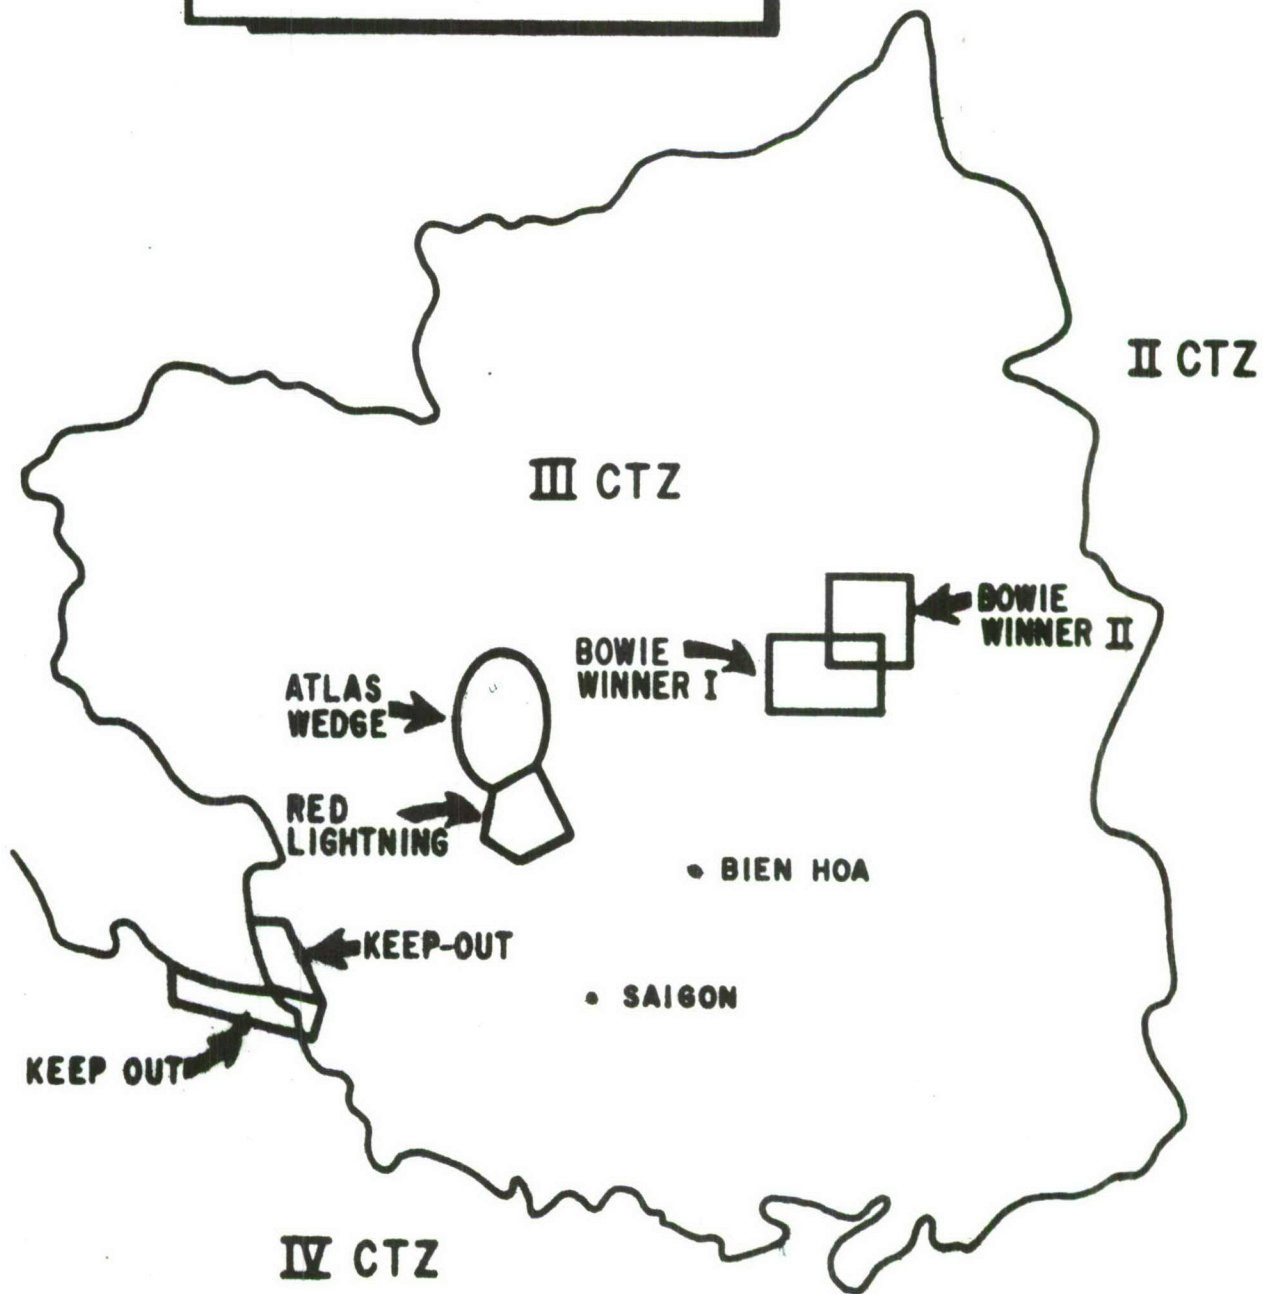 II CTZ
III CTZ
BOWIE
WINNER II
BOWIE
WINNER I
ATLAS
WEDGE
RED
LIGHTNING
BIEN HOA
KEEP-OUT
SAIGON
KEEP OUT
IV CTZ